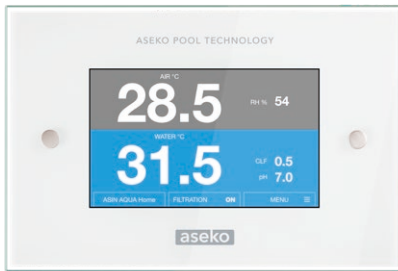 ASEKO POOL TECHNOLOGY
AIR °C
28.5
RH % 54
WATER °C
31.5
CLF 0.5
pH 7.0
ASIN AQUA Home FILTRATION ON MENU
aseko